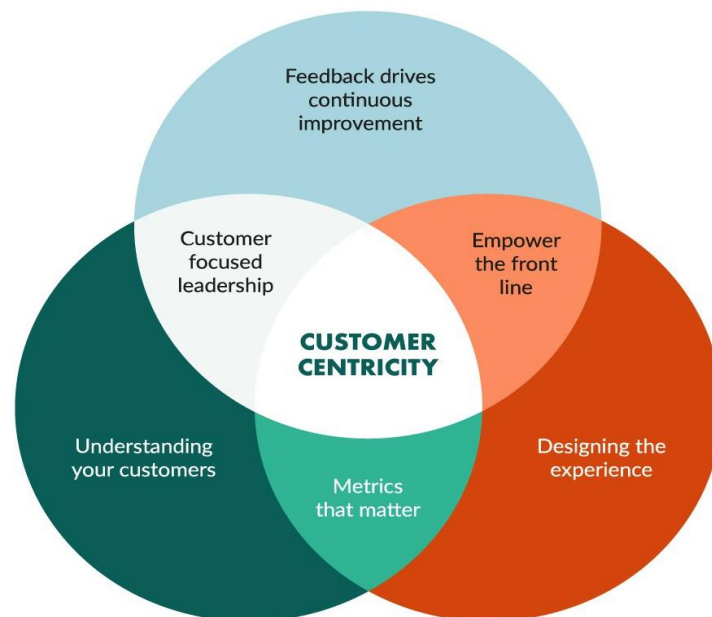 Feedback drives
continuous
improvement
Customer
focused
leadership
Empower
the front
line
CUSTOMER
CENTRICITY
Understanding
your customers
Designing the
experience
Metrics
that matter